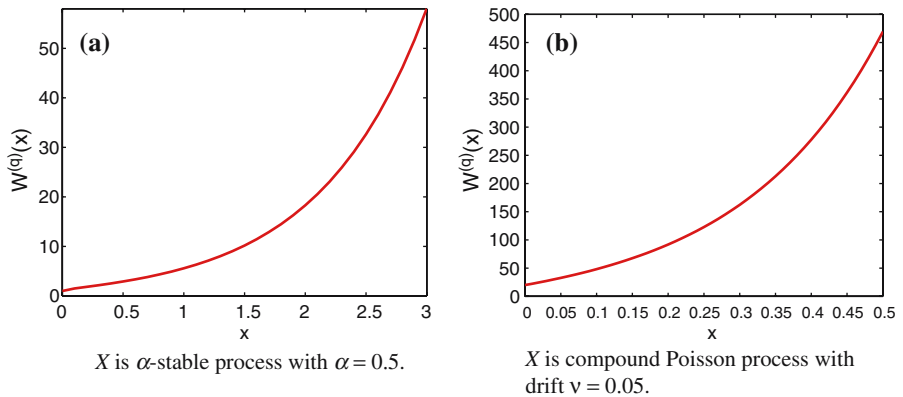 (a)
50
40
30
20
10
0
W^(q)(x)
0 0.5 1 1.5 2 2.5 3
x
X is α-stable process with α = 0.5.
(b)
500
450
400
350
300
250
200
150
100
50
0
W^(q)(x)
0 0.05 0.1 0.15 0.2 0.25 0.3 0.35 0.4 0.45 0.5
x
X is compound Poisson process with
drift ν = 0.05.